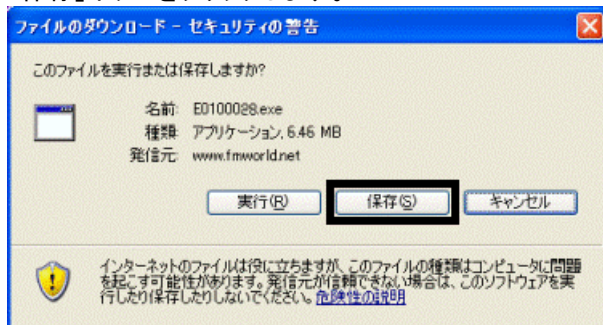 ファイルのダウンロード - セキュリティの警告
このファイルを実行または保存しますか?
名前: E0100028.exe
種類: アプリケーション, 6.46 MB
発信元: www.fmworld.net
実行(R)
保存(S)
キャンセル
インターネットのファイルは役に立ちますが、このファイルの種類はコンピュータに問題
を起こす可能性があります。発信元が信頼できない場合は、このソフトウェアを実
行したり保存したりしないでください。危険性の説明